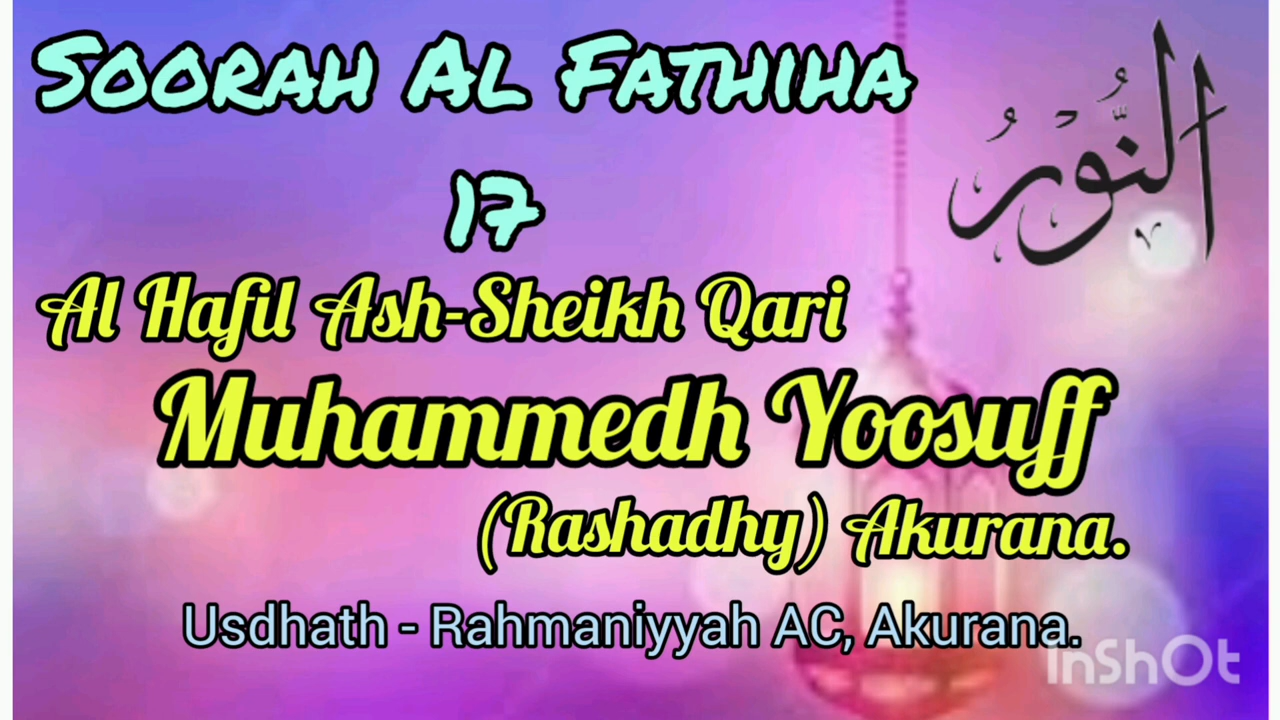 Soorah Al Fathiha
النُّورُ
17
Al Hafil Ash-Sheikh Qari
Muhammedh Yoosuff
(Rashadhy) Akurana.
Usdhath - Rahmaniyyah AC, Akurana.
InShOt